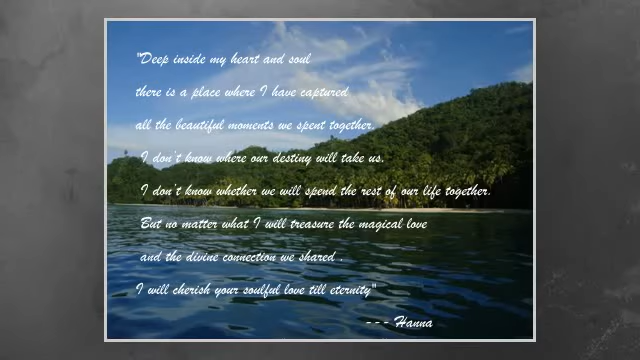 "Deep inside my heart and soul
there is a place where I have captured
all the beautiful moments we spent together.
I don't know where our destiny will take us.
I don't know whether we will spend the rest of our life together.
But no matter what I will treasure the magical love
and the divine connection we shared .
I will cherish your soulful love till eternity"
--- Hanna